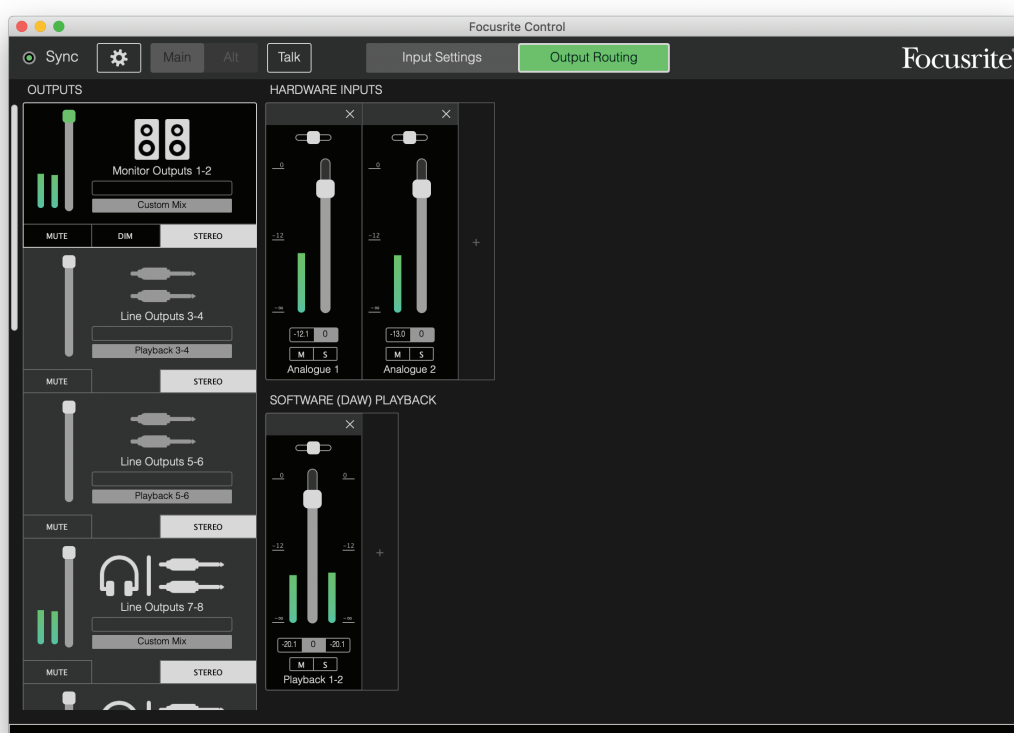 Focusrite Control
Sync
Main
Alt
Talk
Input Settings
Output Routing
Focusrite
OUTPUTS
Monitor Outputs 1-2
Custom Mix
MUTE
DIM
STEREO
Line Outputs 3-4
Playback 3-4
MUTE
STEREO
Line Outputs 5-6
Playback 5-6
MUTE
STEREO
Line Outputs 7-8
Custom Mix
MUTE
STEREO
HARDWARE INPUTS
0
-12
-∞
-12.1 0
M S
Analogue 1
0
-12
-∞
-13.0 0
M S
Analogue 2
+
SOFTWARE (DAW) PLAYBACK
0 0
-12 -12
-∞ -∞
-20.1 0 -20.1
M S
Playback 1-2
+